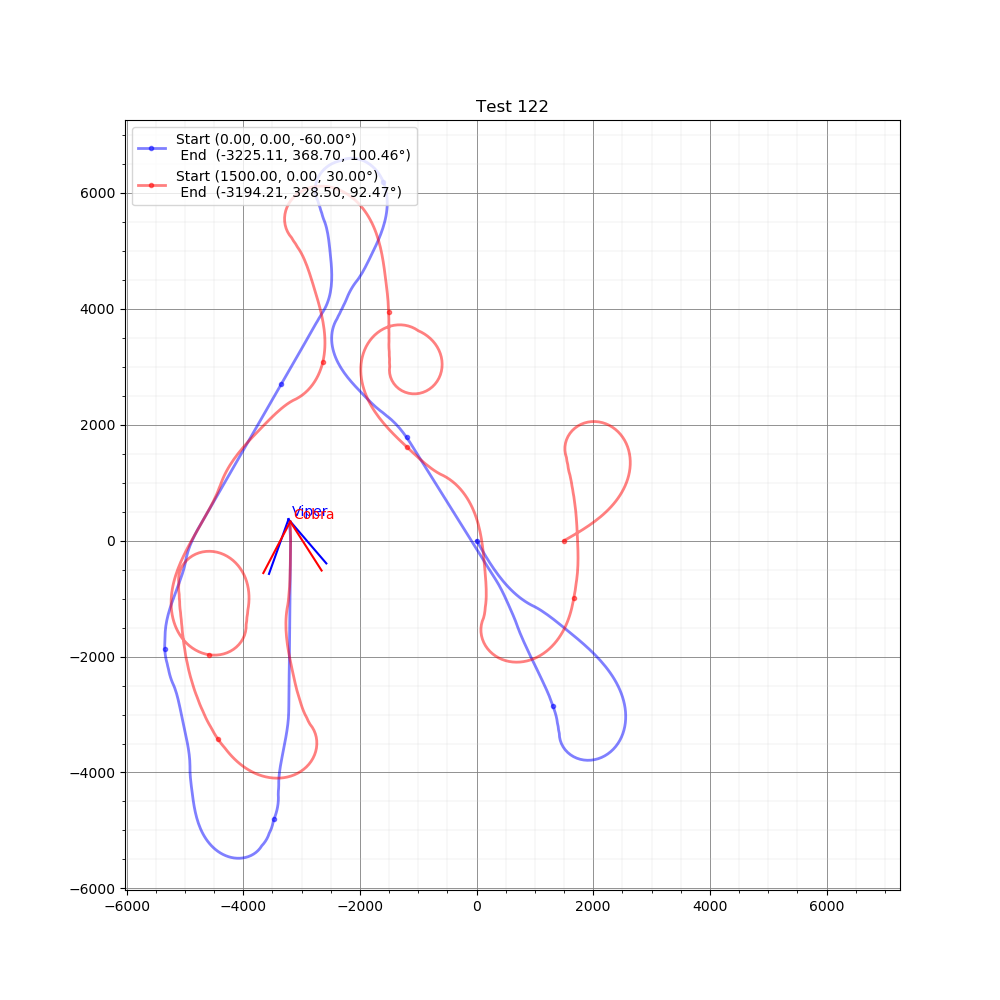 Test 122
Start (0.00, 0.00, -60.00°)
End (-3225.11, 368.70, 100.46°)
Start (1500.00, 0.00, 30.00°)
End (-3194.21, 328.50, 92.47°)
6000
4000
2000
Viper
Cobra
0
−2000
−4000
−6000
−6000 −4000 −2000 0 2000 4000 6000